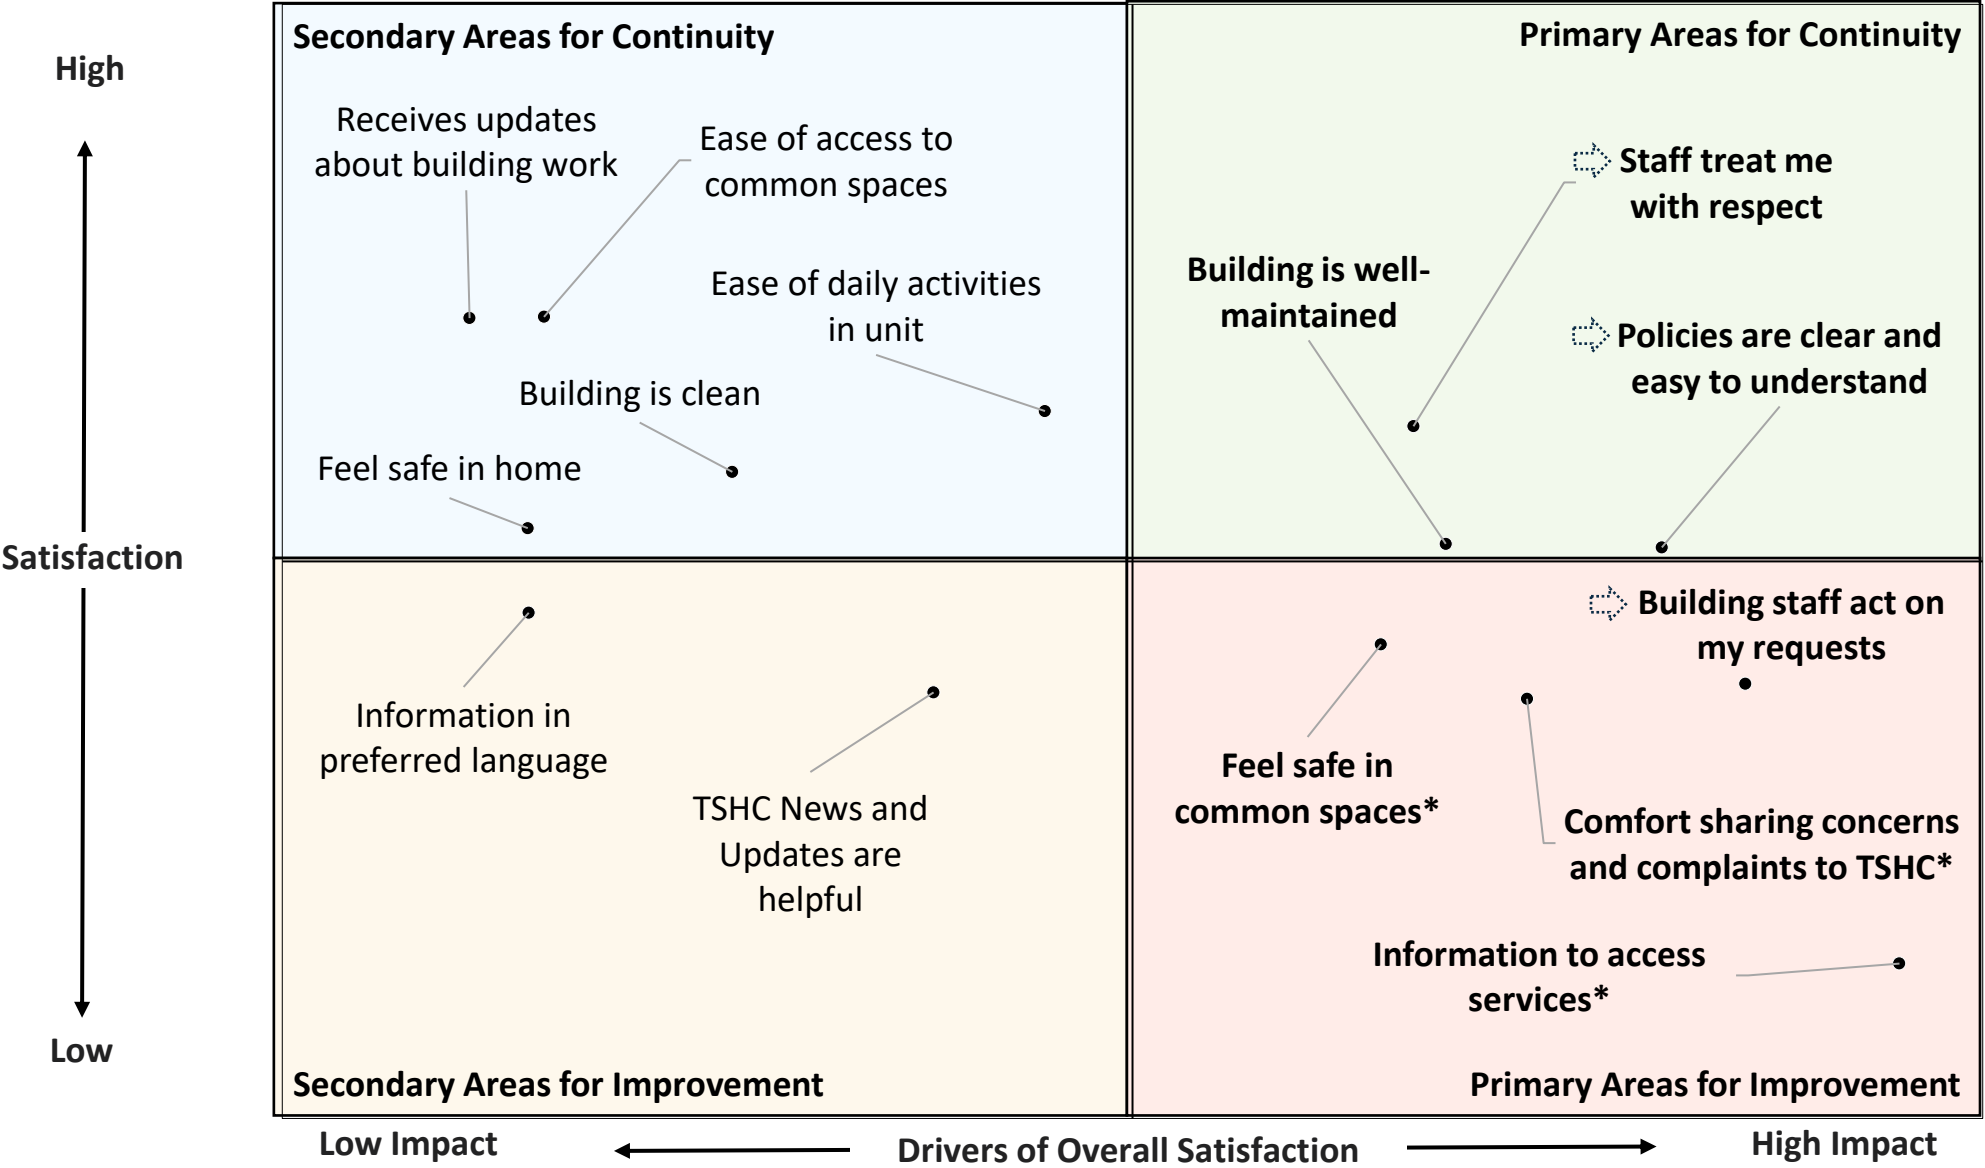 Secondary Areas for Continuity
Primary Areas for Continuity
High
Receives updates
about building work
Ease of access to
common spaces
Staff treat me
with respect
Building is well-
maintained
Ease of daily activities
in unit
Policies are clear and
easy to understand
Building is clean
Feel safe in home
Satisfaction
Building staff act on
my requests
Information in
preferred language
Feel safe in
common spaces*
TSHC News and
Updates are
helpful
Comfort sharing concerns
and complaints to TSHC*
Information to access
services*
Low
Secondary Areas for Improvement
Primary Areas for Improvement
Low Impact
Drivers of Overall Satisfaction
High Impact